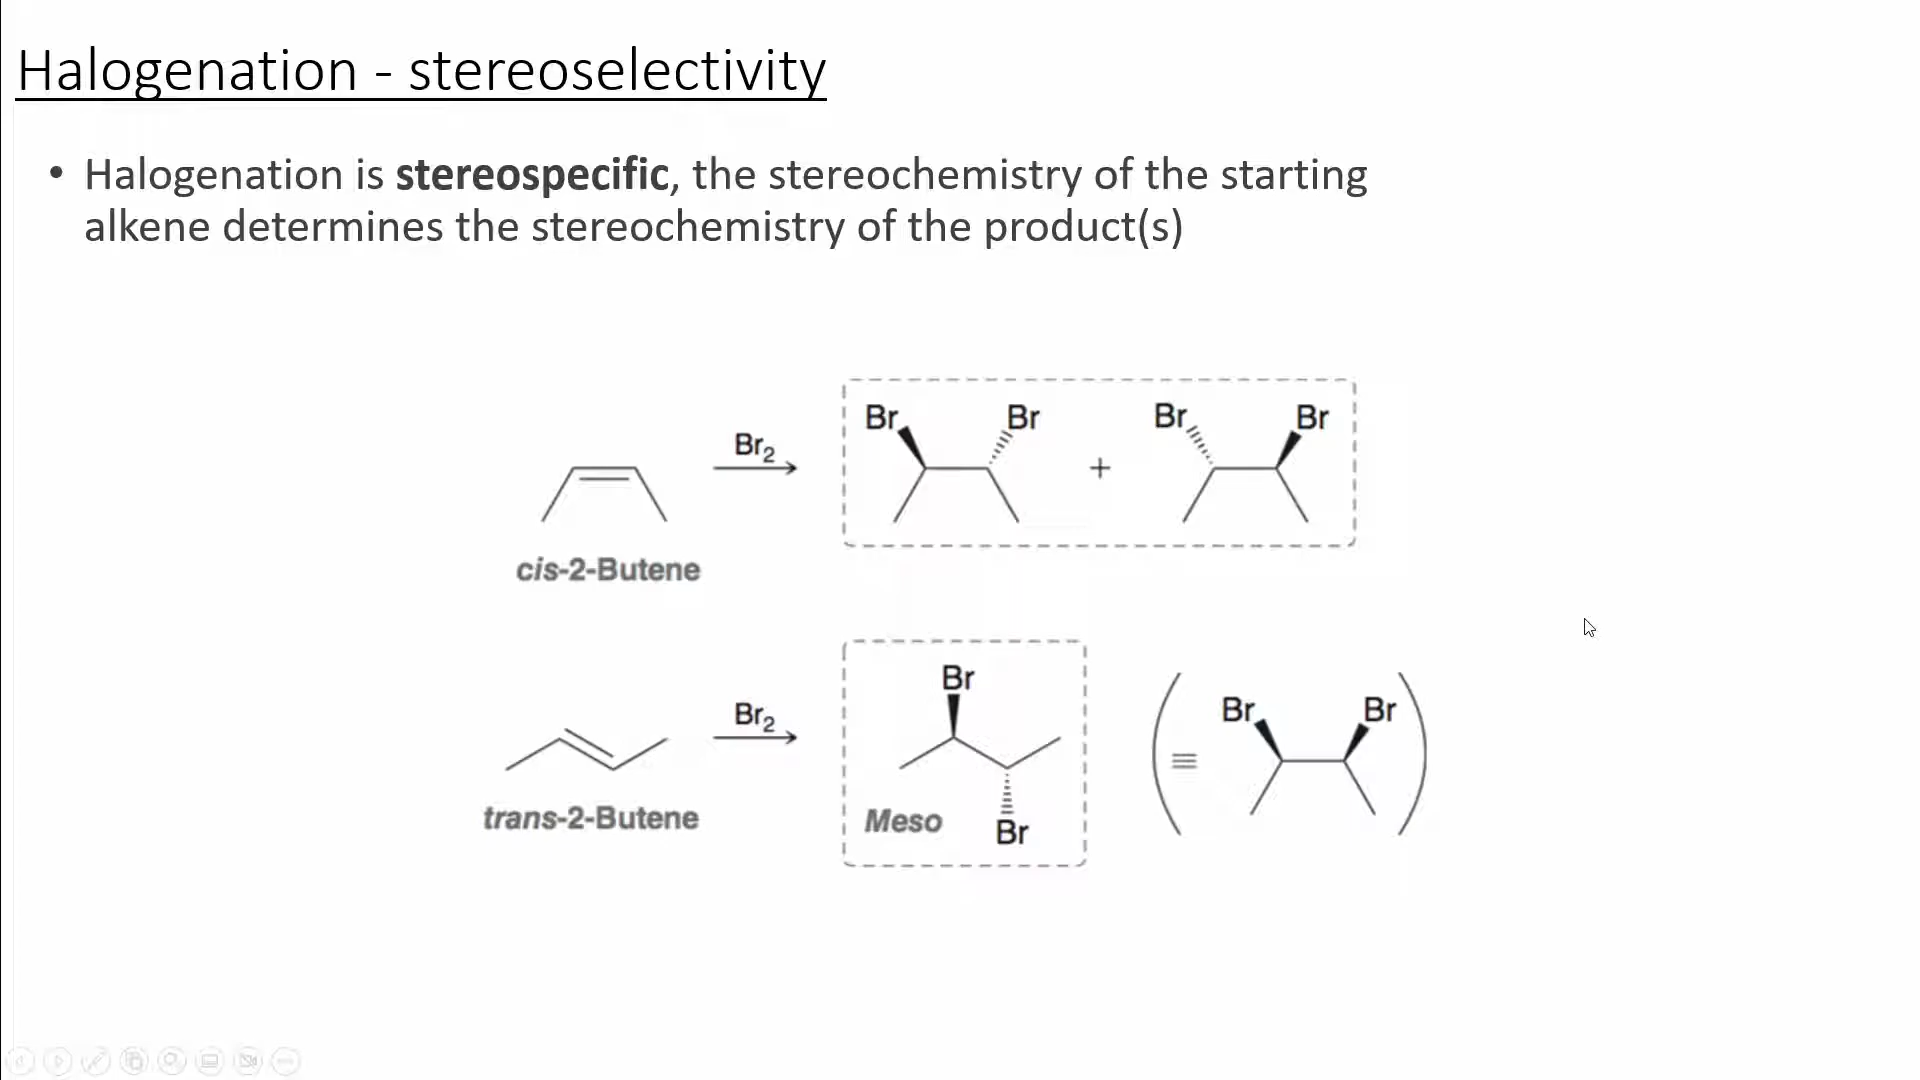 Halogenation - stereoselectivity
• Halogenation is stereospecific, the stereochemistry of the starting
alkene determines the stereochemistry of the product(s)
Br₂
Br Br + Br Br
cis-2-Butene
Br₂
Br
Br
Meso
≡ Br Br
trans-2-Butene